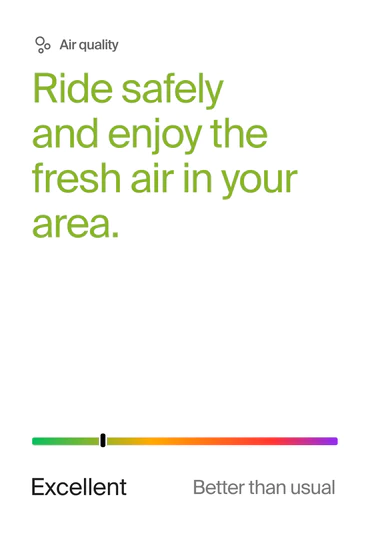 Air quality
Ride safely
and enjoy the
fresh air in your
area.
Excellent
Better than usual